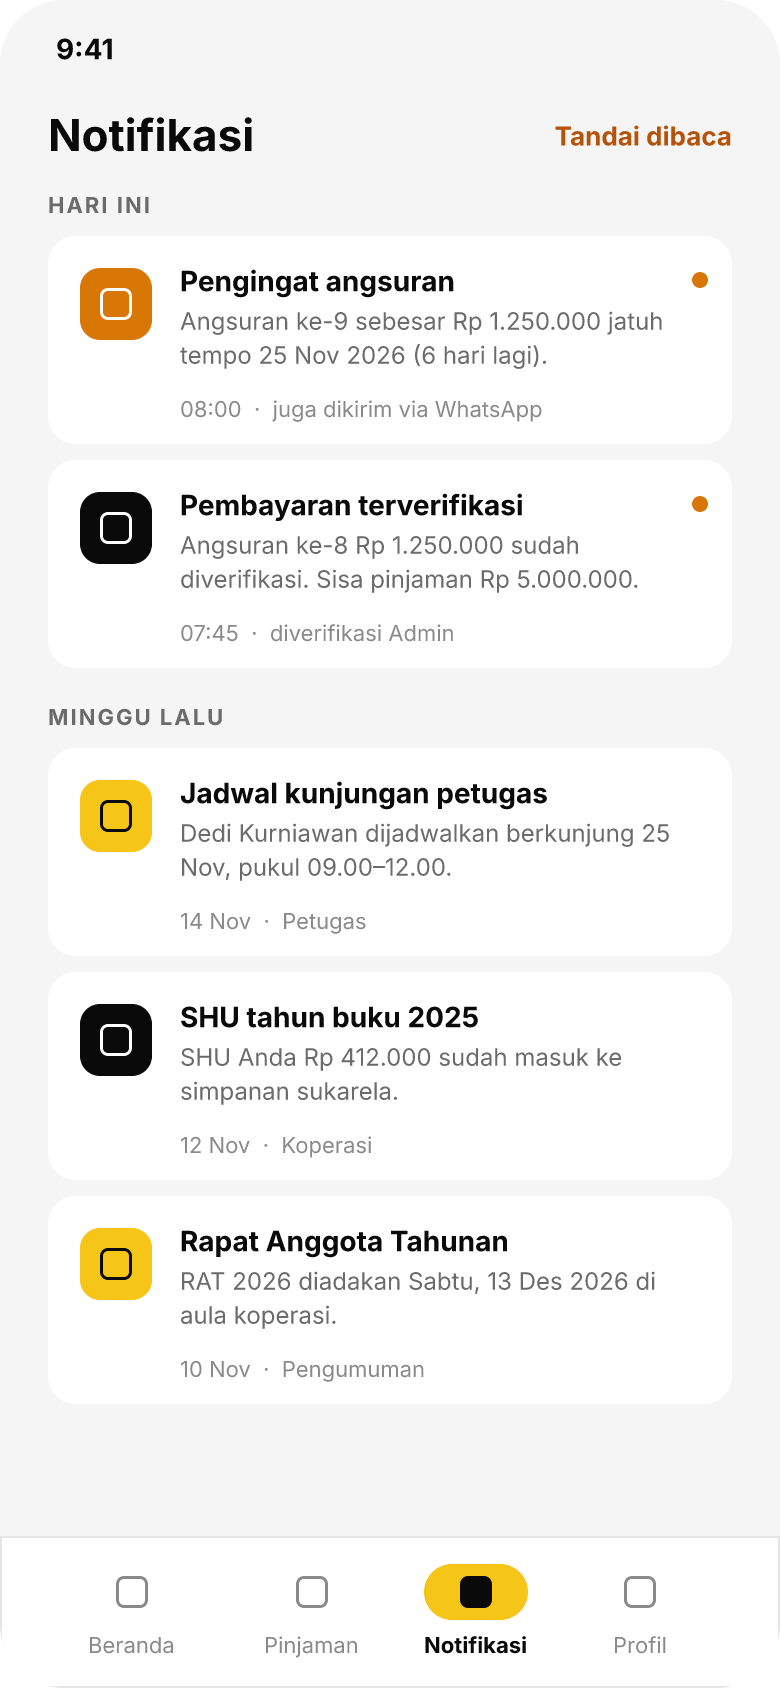 9:41
Notifikasi
Tandai dibaca
HARI INI
Pengingat angsuran
Angsuran ke-9 sebesar Rp 1.250.000 jatuh
tempo 25 Nov 2026 (6 hari lagi).
08:00 · juga dikirim via WhatsApp
Pembayaran terverifikasi
Angsuran ke-8 Rp 1.250.000 sudah
diverifikasi. Sisa pinjaman Rp 5.000.000.
07:45 · diverifikasi Admin
MINGGU LALU
Jadwal kunjungan petugas
Dedi Kurniawan dijadwalkan berkunjung 25
Nov, pukul 09.00–12.00.
14 Nov · Petugas
SHU tahun buku 2025
SHU Anda Rp 412.000 sudah masuk ke
simpanan sukarela.
12 Nov · Koperasi
Rapat Anggota Tahunan
RAT 2026 diadakan Sabtu, 13 Des 2026 di
aula koperasi.
10 Nov · Pengumuman
Beranda
Pinjaman
Notifikasi
Profil